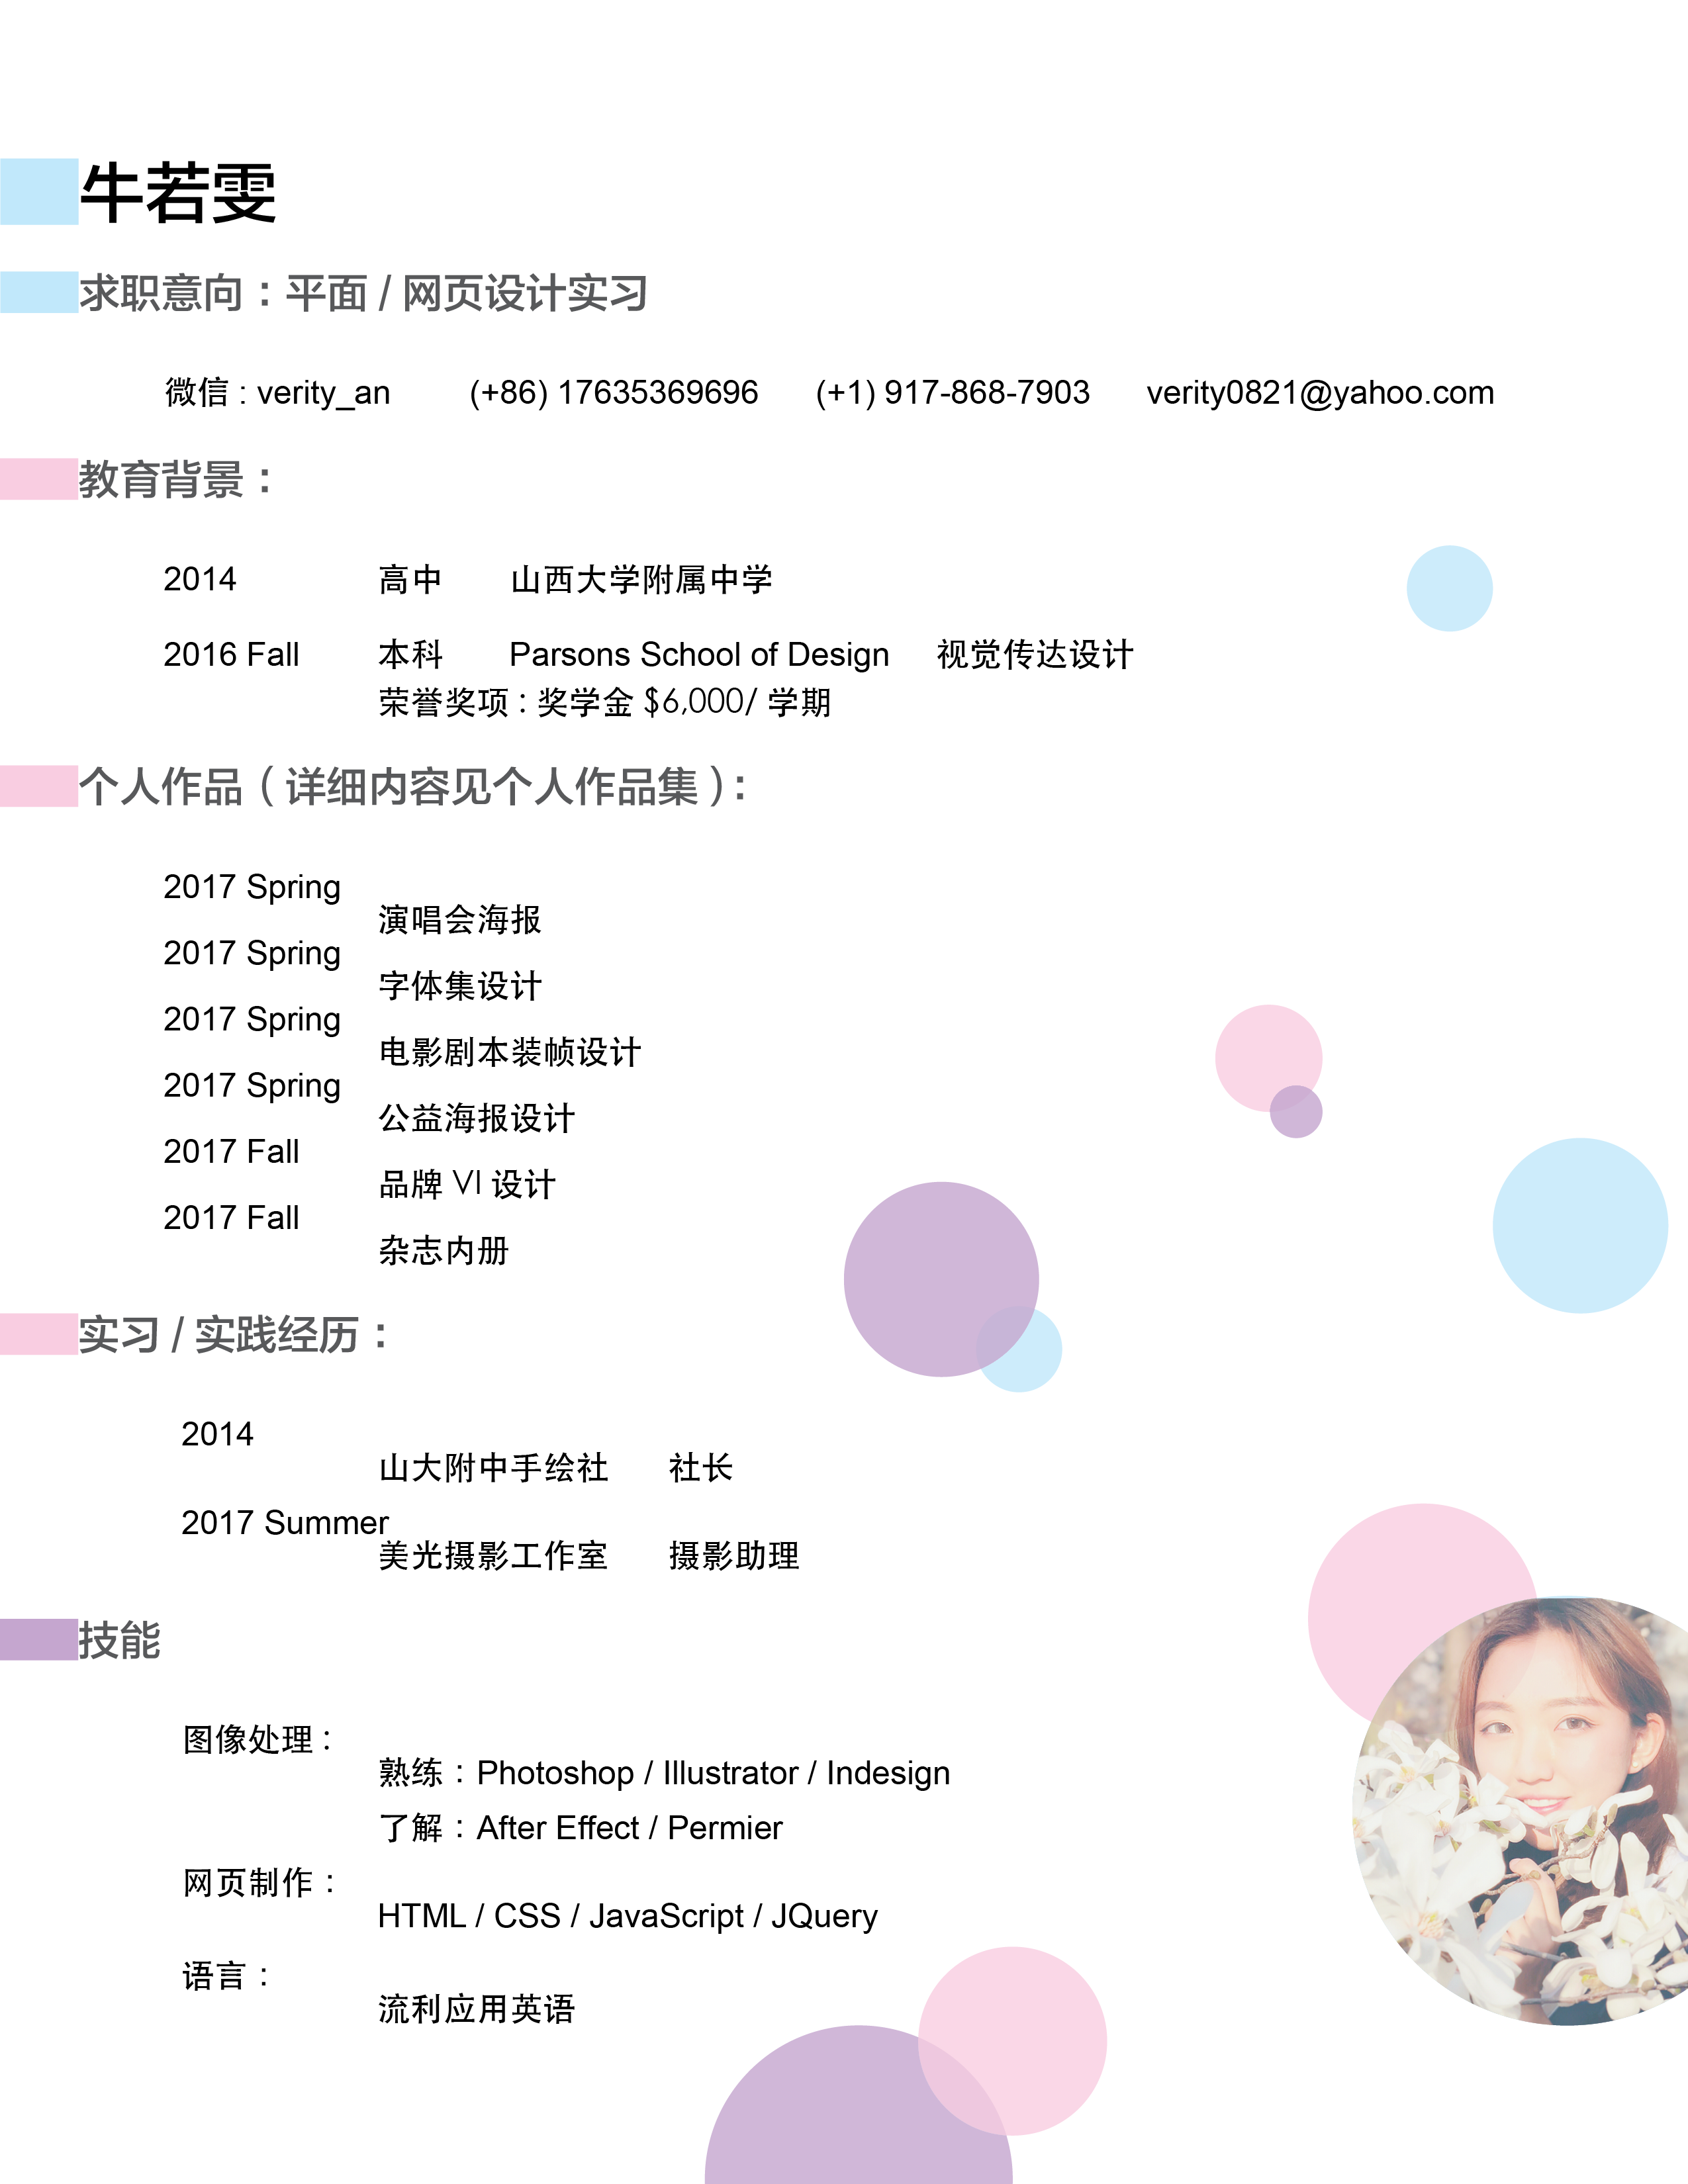 牛若雯
求职意向：平面 / 网页设计实习
微信 : verity_an (+86) 17635369696 (+1) 917-868-7903 verity0821@yahoo.com
教育背景：
2014 高中 山西大学附属中学
2016 Fall 本科 Parsons School of Design 视觉传达设计
荣誉奖项 : 奖学金 $6,000/ 学期
个人作品（详细内容见个人作品集）:
2017 Spring
演唱会海报
2017 Spring
字体集设计
2017 Spring
电影剧本装帧设计
2017 Spring
公益海报设计
2017 Fall
品牌 VI 设计
2017 Fall
杂志内册
实习 / 实践经历：
2014
山大附中手绘社 社长
2017 Summer
美光摄影工作室 摄影助理
技能
图像处理 :
熟练：Photoshop / Illustrator / Indesign
了解：After Effect / Permier
网页制作：
HTML / CSS / JavaScript / JQuery
语言：
流利应用英语